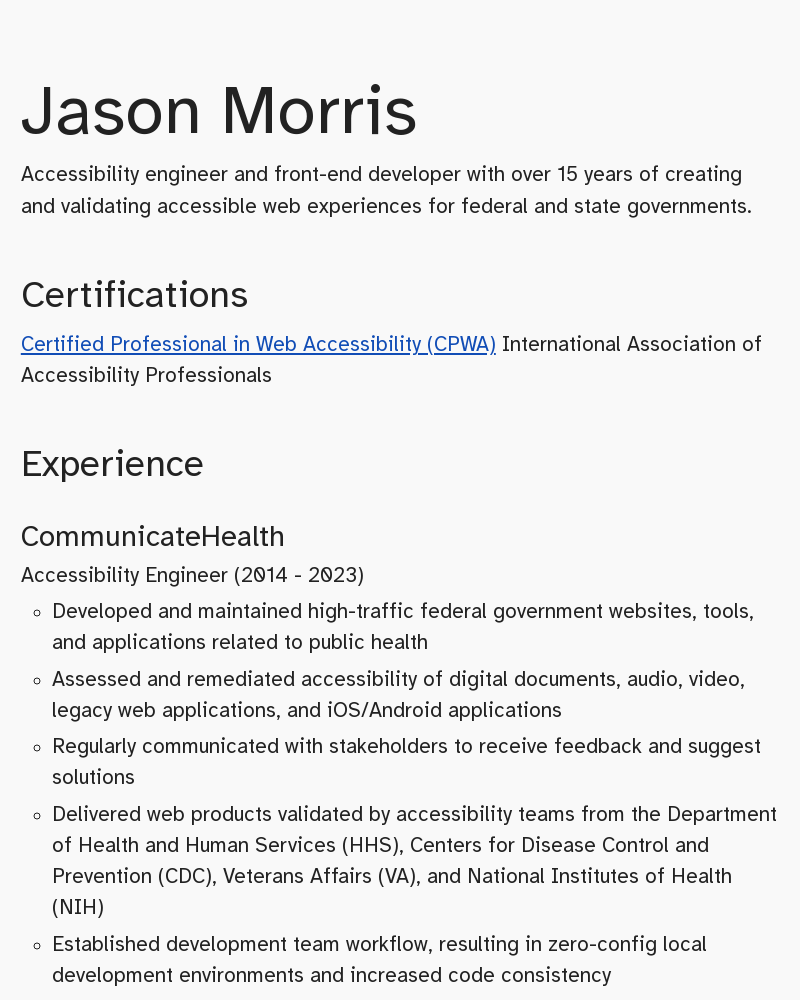 Jason Morris
Accessibility engineer and front-end developer with over 15 years of creating
and validating accessible web experiences for federal and state governments.
Certifications
Certified Professional in Web Accessibility (CPWA) International Association of
Accessibility Professionals
Experience
CommunicateHealth
Accessibility Engineer (2014 - 2023)
Developed and maintained high-traffic federal government websites, tools,
and applications related to public health
Assessed and remediated accessibility of digital documents, audio, video,
legacy web applications, and iOS/Android applications
Regularly communicated with stakeholders to receive feedback and suggest
solutions
Delivered web products validated by accessibility teams from the Department
of Health and Human Services (HHS), Centers for Disease Control and
Prevention (CDC), Veterans Affairs (VA), and National Institutes of Health
(NIH)
Established development team workflow, resulting in zero-config local
development environments and increased code consistency